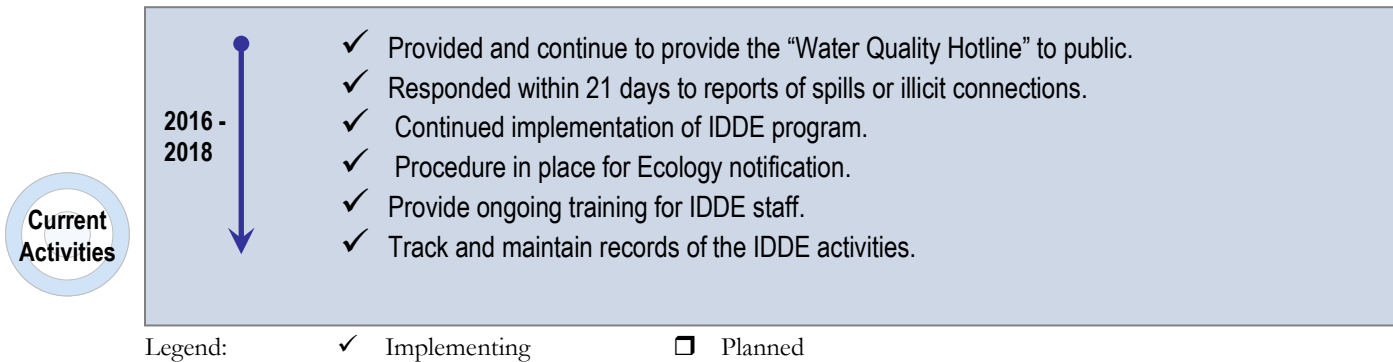 ✓ Provided and continue to provide the “Water Quality Hotline” to public.
✓ Responded within 21 days to reports of spills or illicit connections.
2016 -
2018
✓ Continued implementation of IDDE program.
✓ Procedure in place for Ecology notification.
✓ Provide ongoing training for IDDE staff.
✓ Track and maintain records of the IDDE activities.
Current
Activities
Legend: ✓ Implementing ❒ Planned